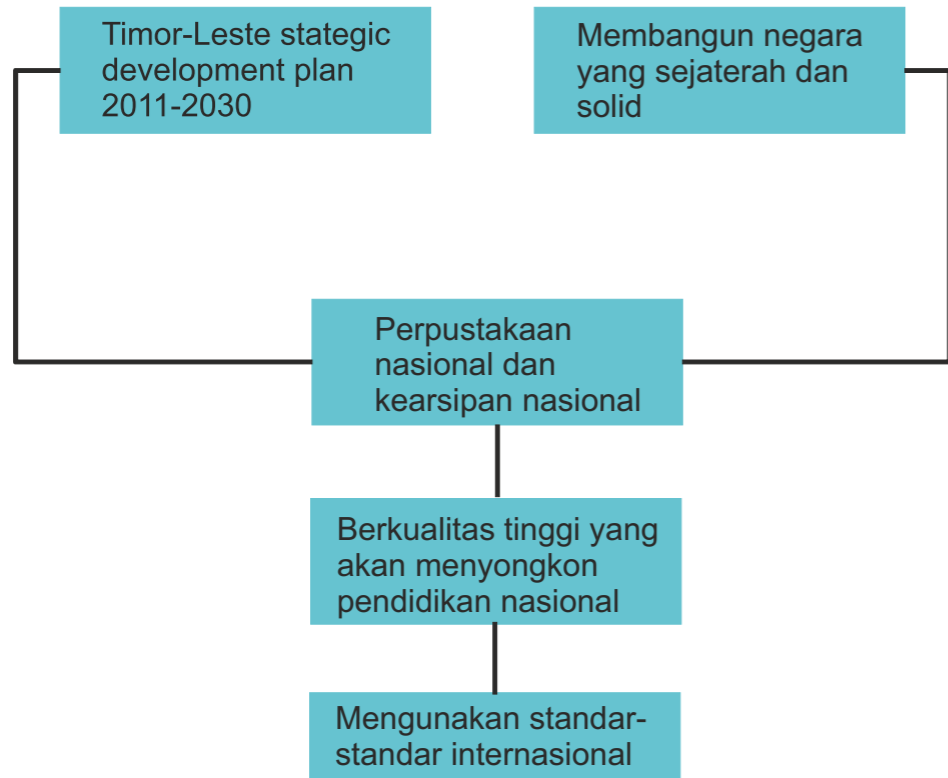 Timor-Leste stategic
development plan
2011-2030
Membangun negara
yang sejaterah dan
solid
Perpustakaan
nasional dan
kearsipan nasional
Berkualitas tinggi yang
akan menyongkon
pendidikan nasional
Mengunakan standar-
standar internasional